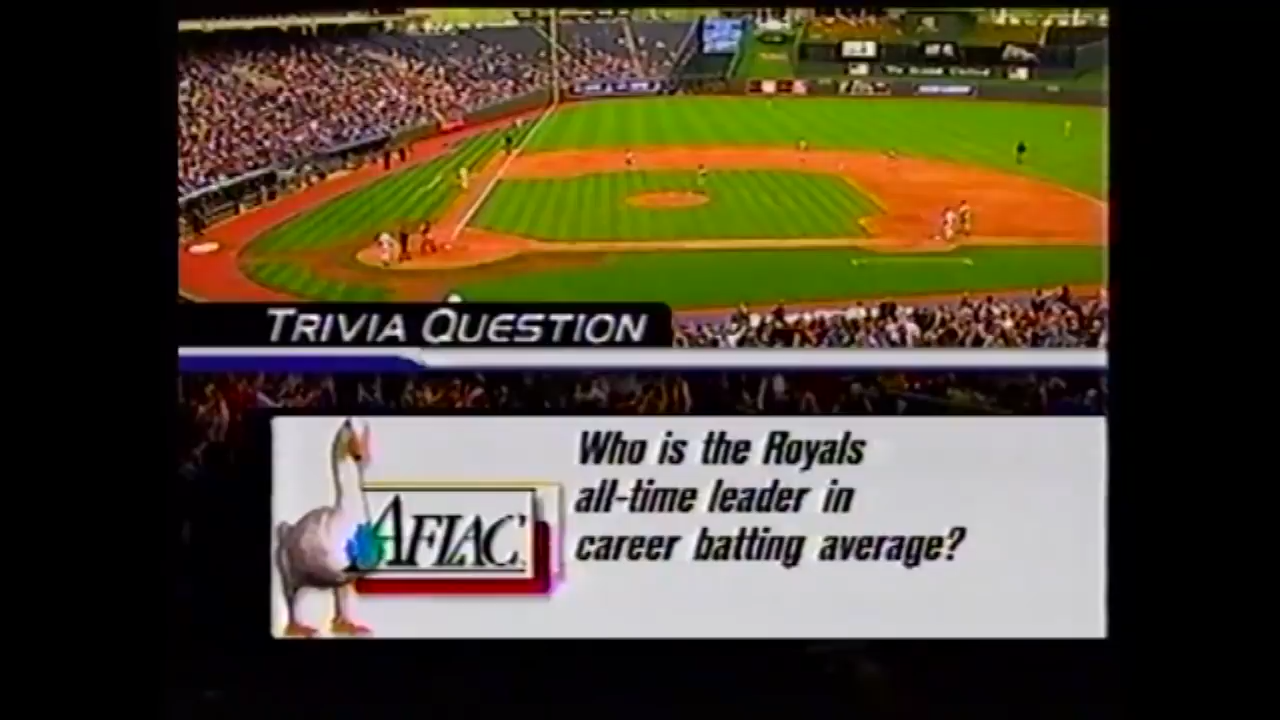 TRIVIA QUESTION
Who is the Royals
all-time leader in
career batting average?
AFLAC